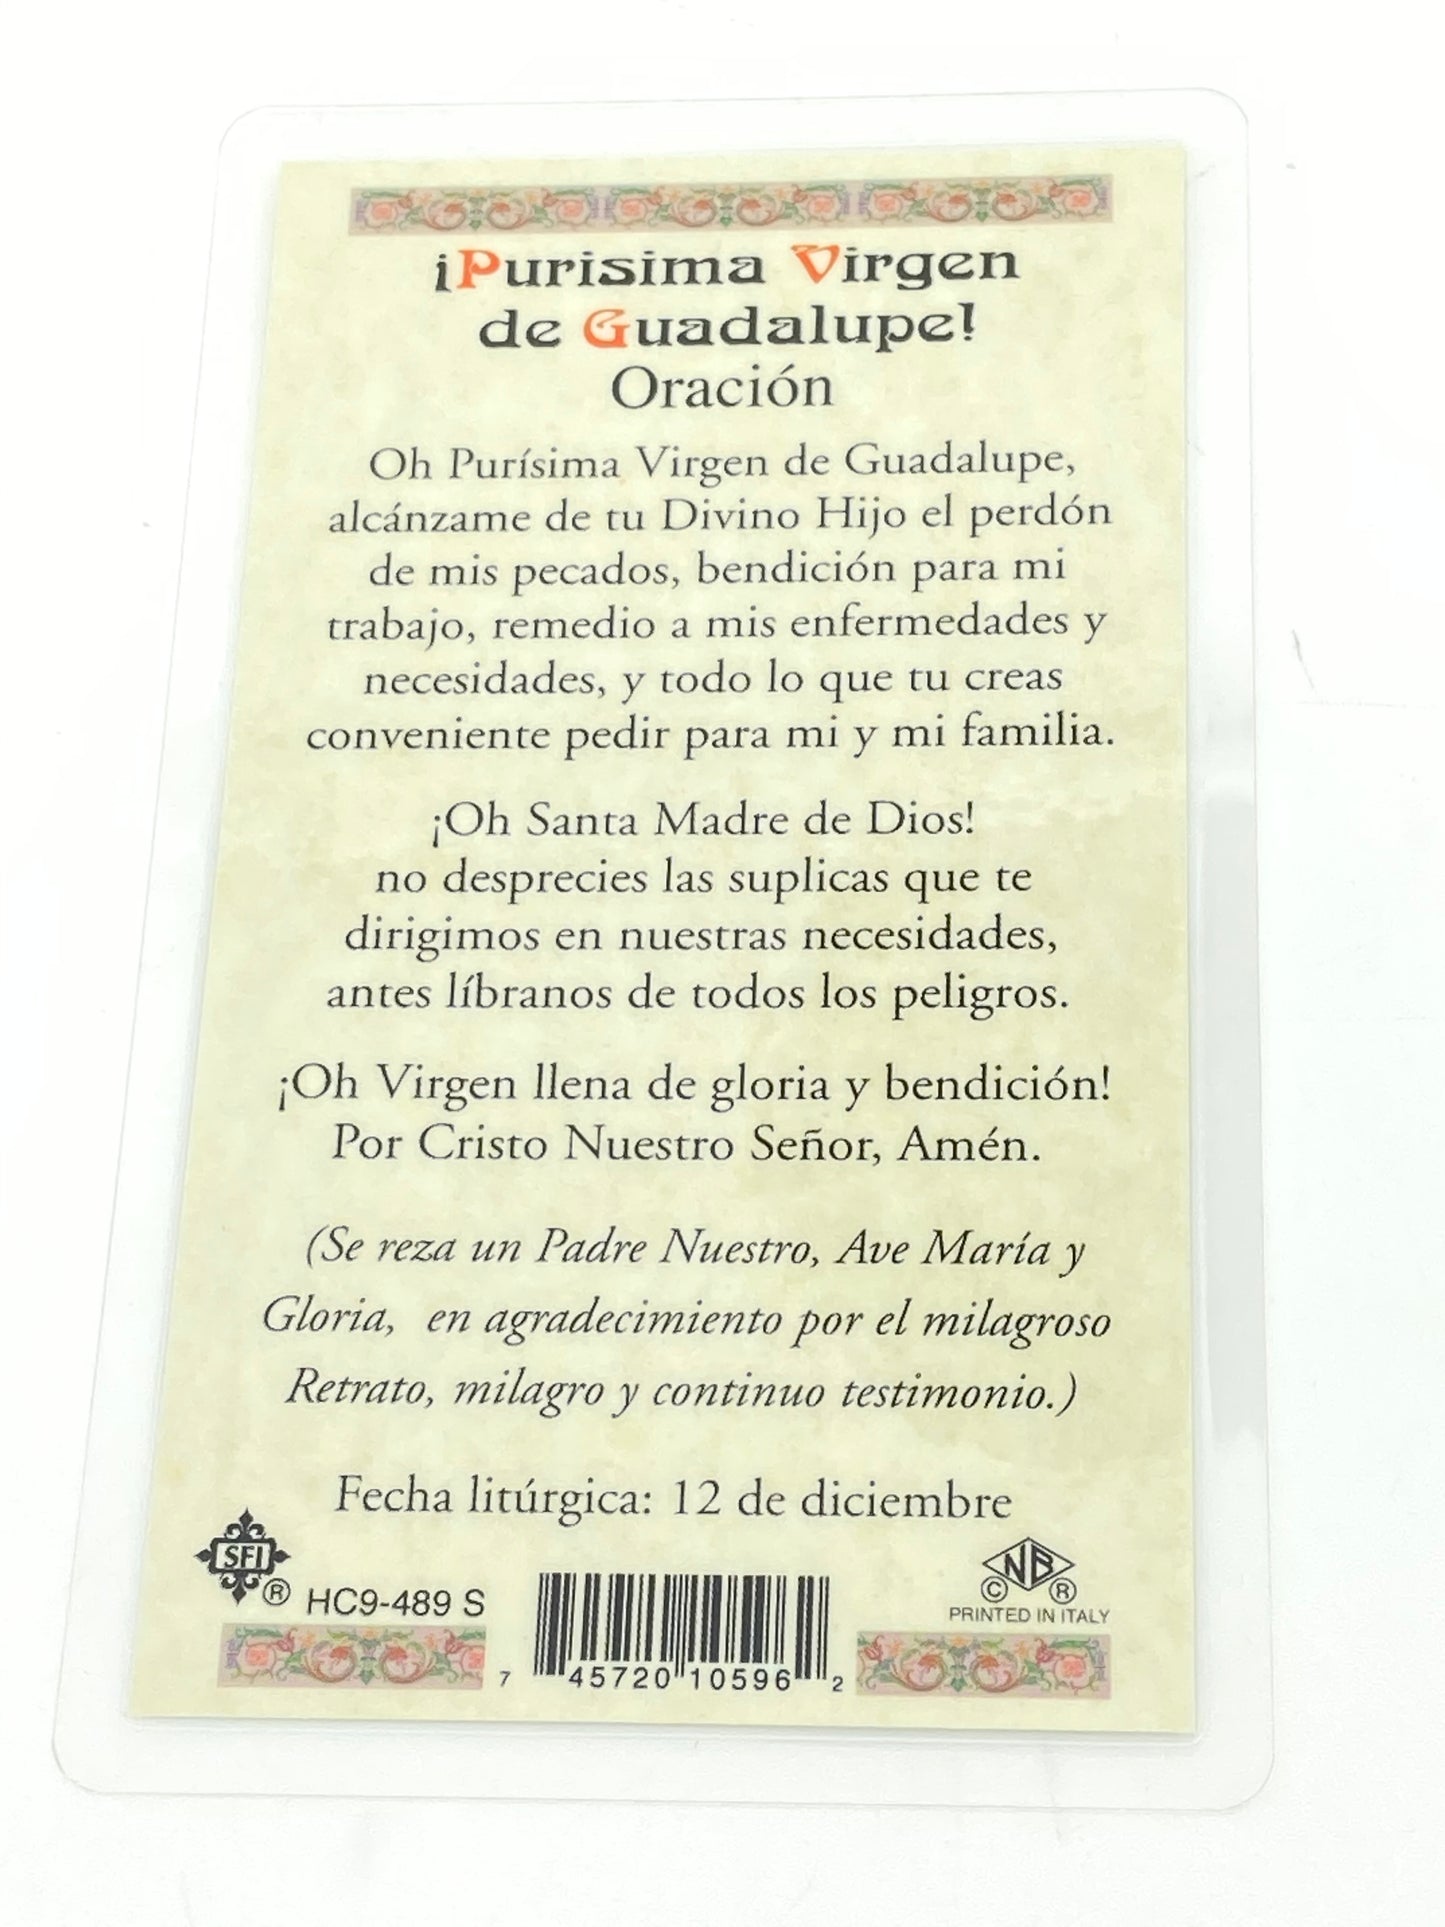 ¡Purisima Virgen
de Guadalupe!
Oración
Oh Purísima Virgen de Guadalupe,
alcánzame de tu Divino Hijo el perdón
de mis pecados, bendición para mi
trabajo, remedio a mis enfermedades y
necesidades, y todo lo que tu creas
conveniente pedir para mi y mi familia.
¡Oh Santa Madre de Dios!
no desprecies las suplicas que te
dirigimos en nuestras necesidades,
antes líbranos de todos los peligros.
¡Oh Virgen llena de gloria y bendición!
Por Cristo Nuestro Señor, Amén.
(Se reza un Padre Nuestro, Ave María y
Gloria, en agradecimiento por el milagroso
Retrato, milagro y continuo testimonio.)
Fecha litúrgica: 12 de diciembre
SFI ® HC9-489 S
NB
© ®
PRINTED IN ITALY
7 45720 10596 2